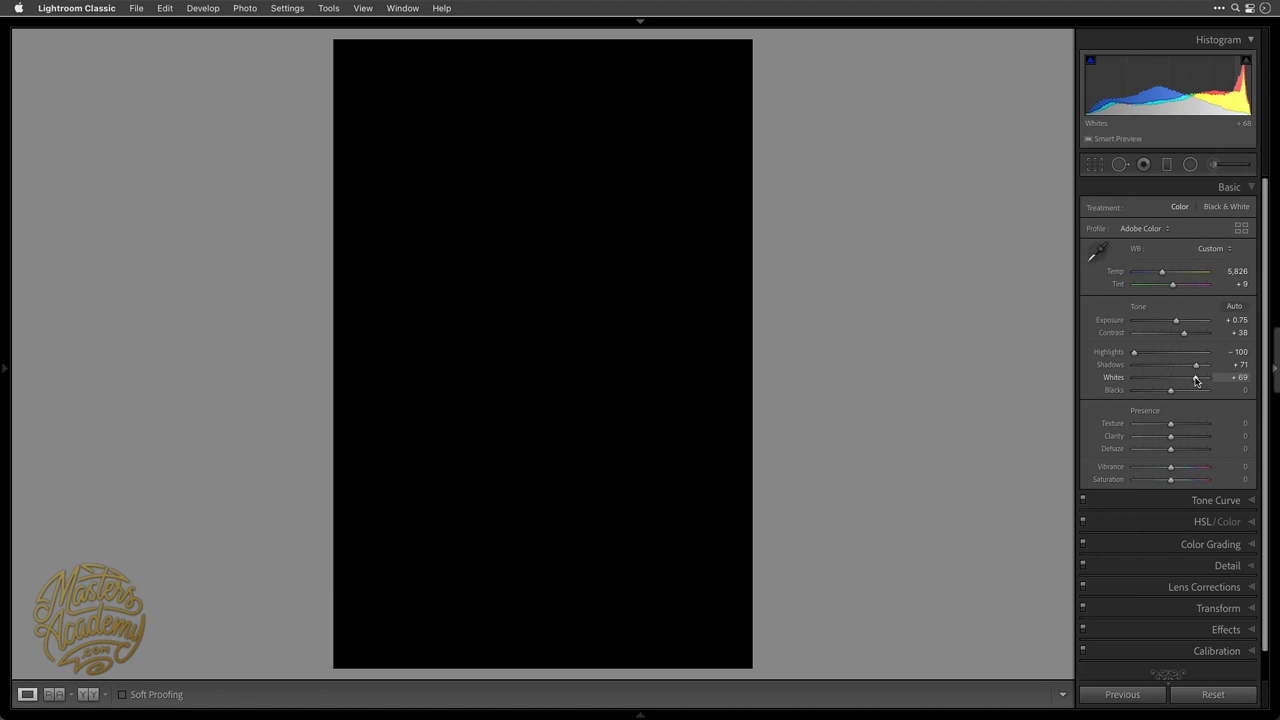 Lightroom Classic File Edit Develop Photo Settings Tools View Window Help
Histogram
Whites + 68
Smart Preview
Basic
Treatment : Color Black & White
Profile : Adobe Color
WB : Custom
Temp 5,826
Tint + 9
Tone Auto
Exposure + 0.75
Contrast + 38
Highlights − 100
Shadows + 71
Whites + 69
Blacks 0
Presence
Texture 0
Clarity 0
Dehaze 0
Vibrance 0
Saturation 0
Tone Curve
HSL / Color
Color Grading
Detail
Lens Corrections
Transform
Effects
Calibration
Masters
Academy
.com
R A Y Y Soft Proofing
Previous Reset